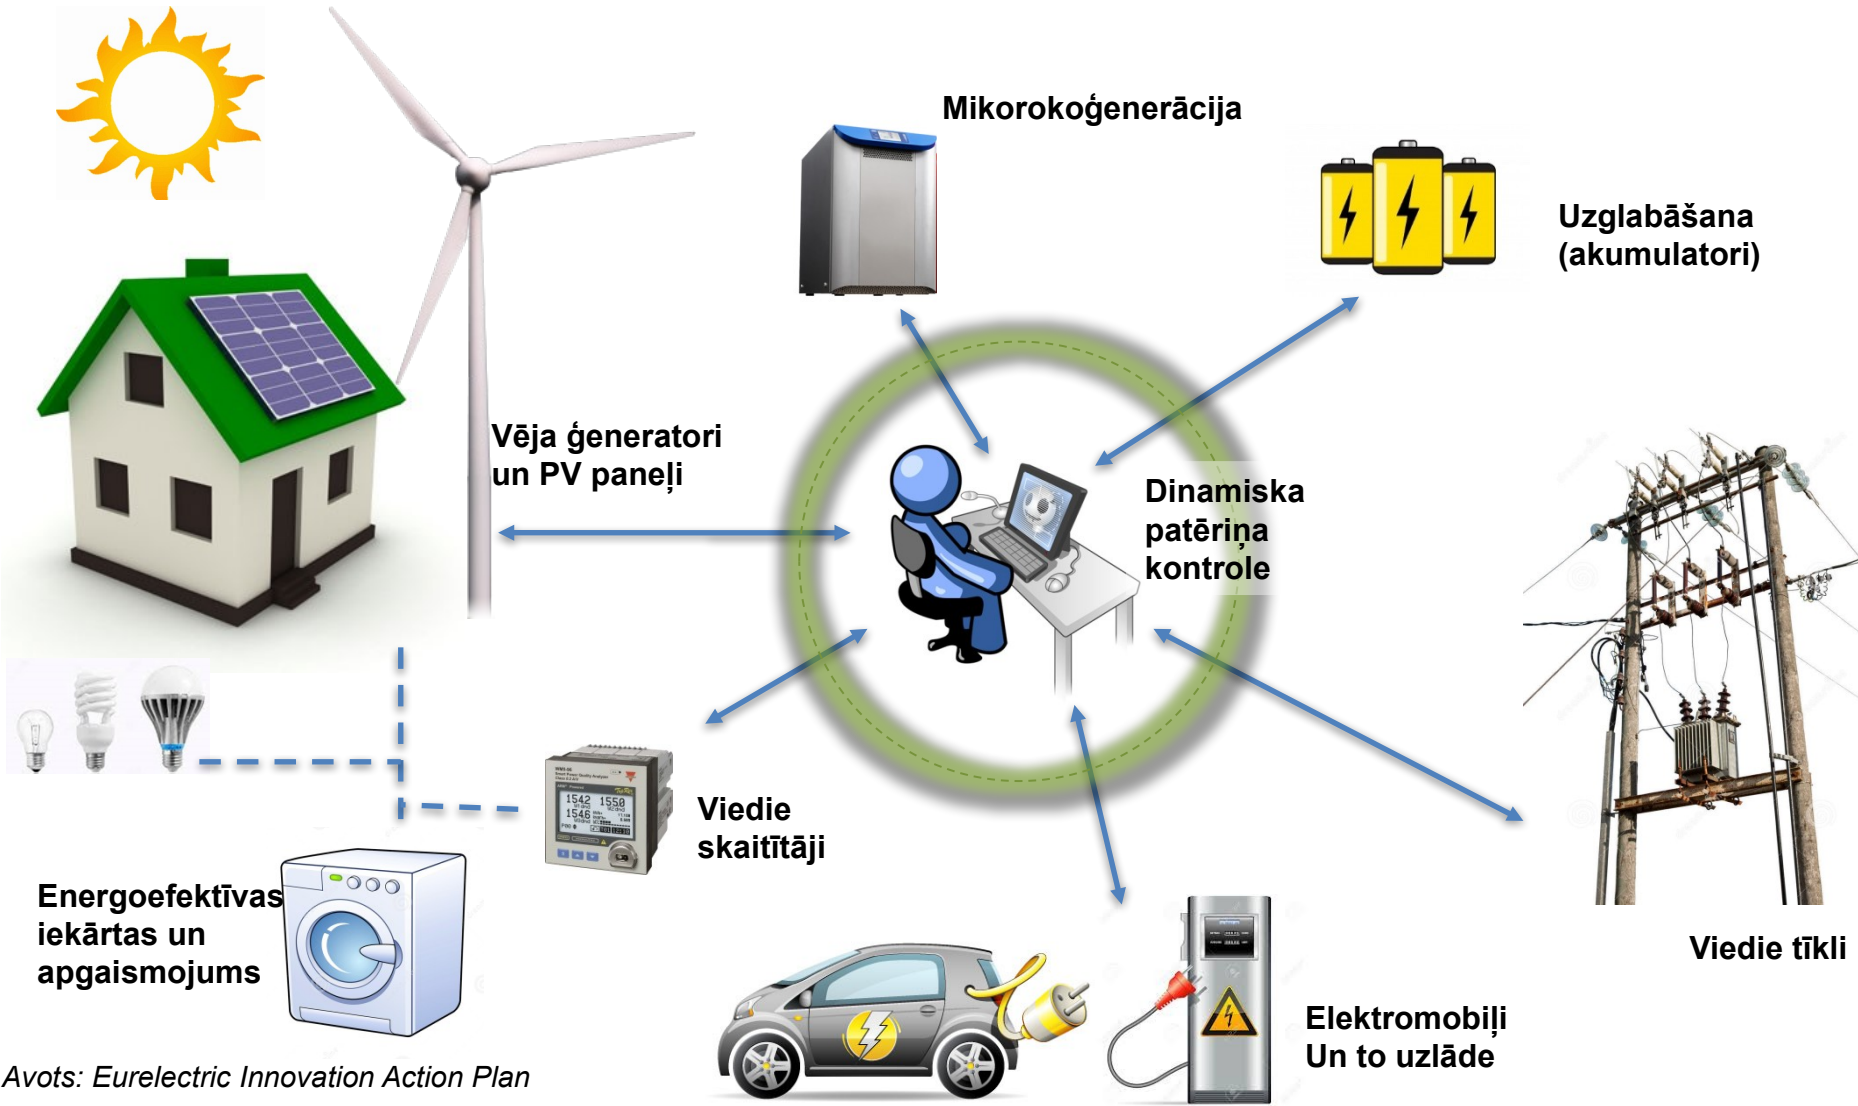 Mikorokoģenerācija
Uzglabāšana
(akumulatori)
Vēja ģeneratori
un PV paneļi
Dinamiska
patēriņa
kontrole
Viedie
skaitītāji
Energoefektīvas
iekārtas un
apgaismojums
Viedie tīkli
Elektromobiļi
Un to uzlāde
Avots: Eurelectric Innovation Action Plan